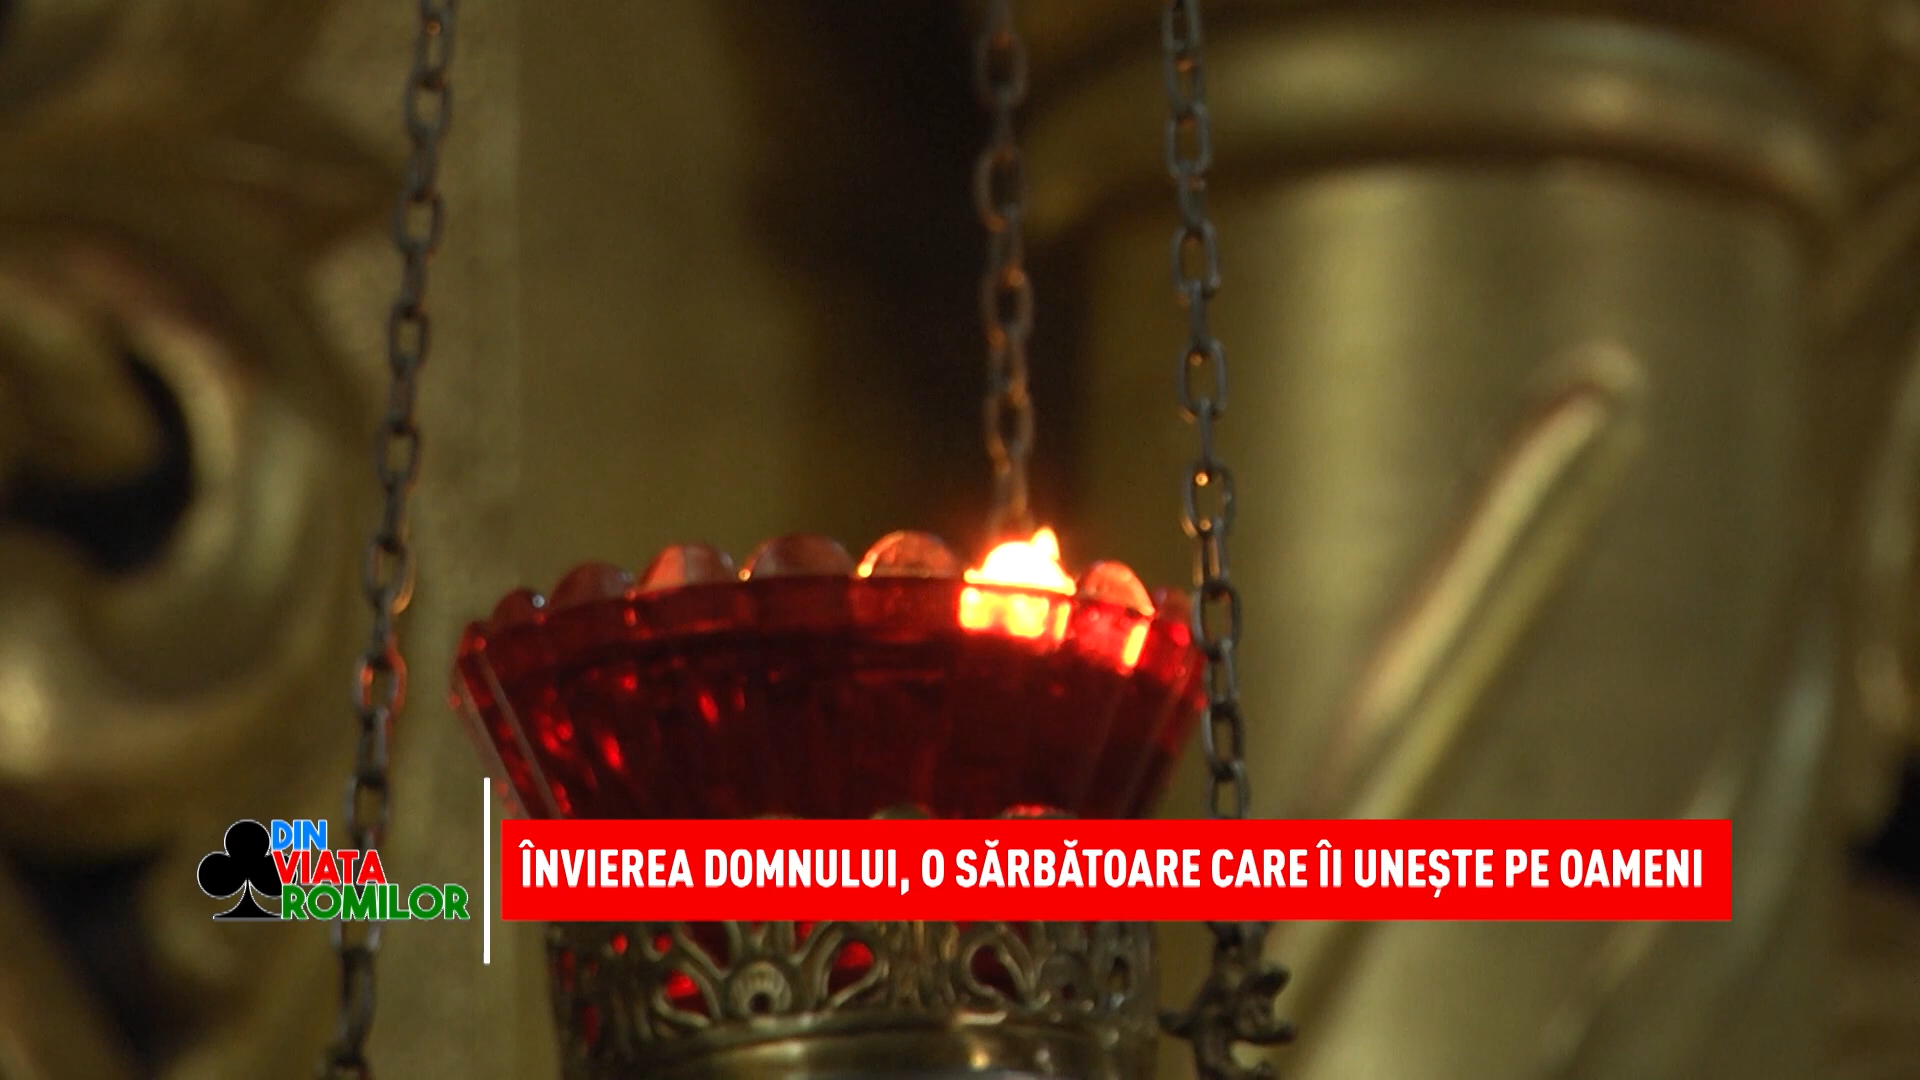 DIN
VIATA
ROMILOR
ÎNVIEREA DOMNULUI, O SĂRBĂTOARE CARE ÎI UNEȘTE PE OAMENI